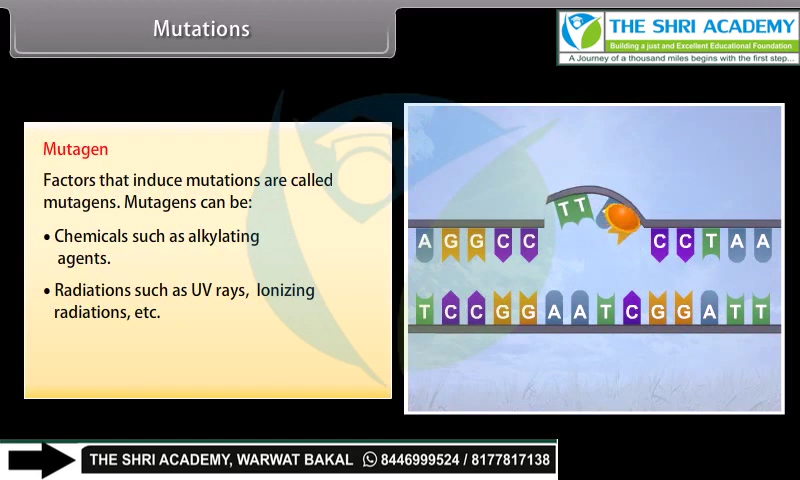 Mutations
THE SHRI ACADEMY
Building a just and Excellent Educational Foundation
A Journey of a thousand miles begins with the first step...
Mutagen
Factors that induce mutations are called
mutagens. Mutagens can be:
• Chemicals such as alkylating
agents.
• Radiations such as UV rays, Ionizing
radiations, etc.
T T
A G G C C C C T A A
T C C G G A A T C G G A T T
THE SHRI ACADEMY, WARWAT BAKAL 8446999524 / 8177817138